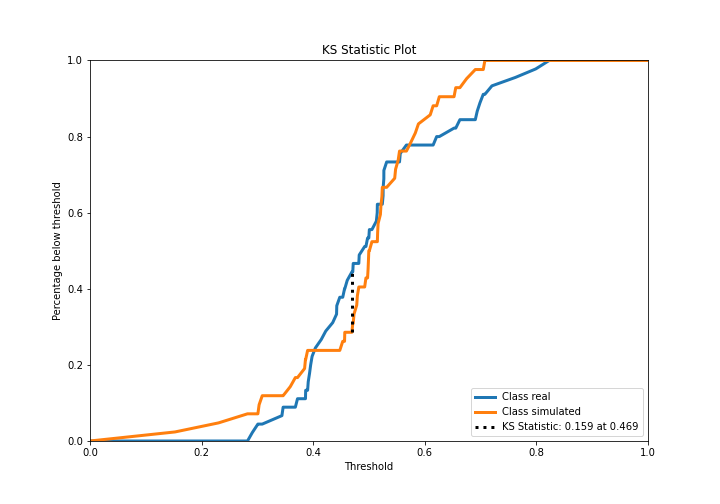 KS Statistic Plot
1.0
0.8
0.6
0.4
0.2
0.0
Percentage below threshold
0.0 0.2 0.4 0.6 0.8 1.0
Threshold
Class real
Class simulated
KS Statistic: 0.159 at 0.469